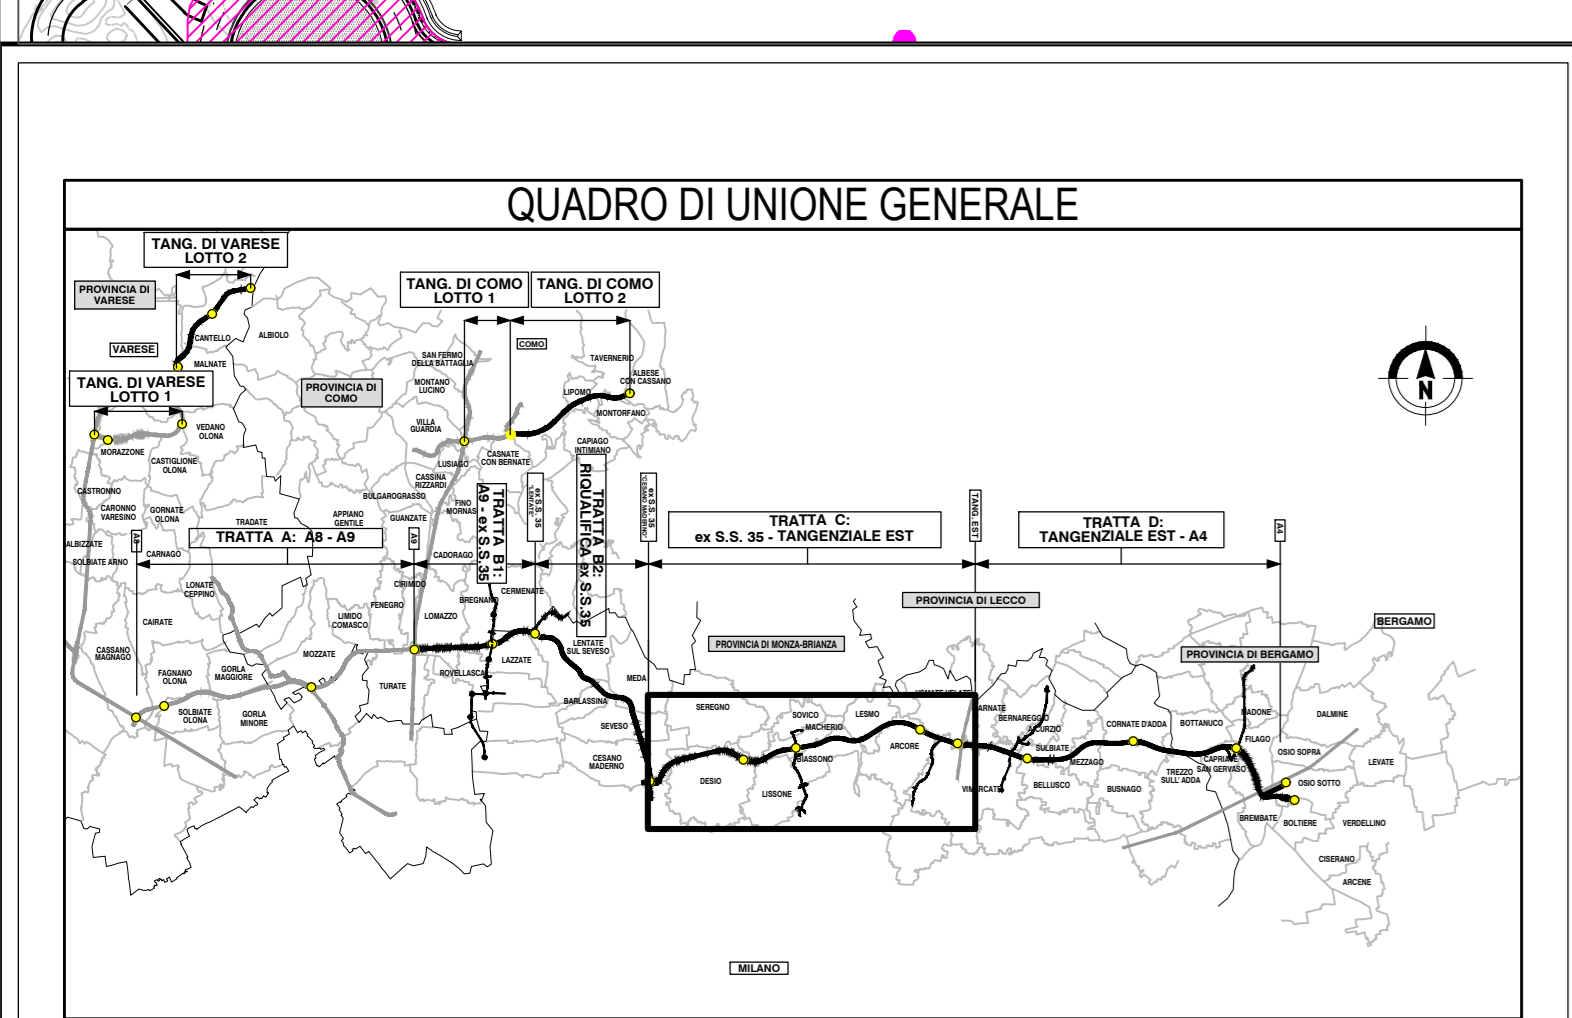 QUADRO DI UNIONE GENERALE
TANG. DI VARESE
LOTTO 2
PROVINCIA DI
VARESE
CANTELLO
ALBIOLO
VARESE
MALNATE
TANG. DI VARESE
LOTTO 1
PROVINCIA DI
COMO
TANG. DI COMO
LOTTO 1
TANG. DI COMO
LOTTO 2
COMO
SAN FERMO
DELLA BATTAGLIA
TAVERNERIO
MONTANO
LUCINO
ALBESE
CON CASSANO
LIPOMO
MONTORFANO
VILLA
GUARDIA
VEDANO
OLONA
MORAZZONE
CASTIGLIONE
OLONA
LUSIAGO
CASNATE
CON BERNATE
CAPIAGO
INTIMIANO
CASSINA
RIZZARDI
BULGAROGRASSO
CASTRONNO
CARONNO
VARESINO
GORNATE
OLONA
TRADATE
APPIANO
GENTILE
GUANZATE
FINO
MORNAS
TRATTA A: A8 - A9
A8
A9
TRATTA B1:
A9 - ex S.S.35
ex S.S. 35
"LENTATE"
TRATTA B2:
RIQUALIFICA ex S.S.35
ex S.S. 35
"CESANO MADERNO"
TRATTA C:
ex S.S. 35 - TANGENZIALE EST
TANG. EST
TRATTA D:
TANGENZIALE EST - A4
A4
N
ALBIZZATE
SOLBIATE ARNO
CARNAGO
CADORAGO
LONATE
CEPPINO
CIRIMIDO
FENEGRO
LOMAZZO
BREGNANO
CERMENATE
LIMIDO
COMASCO
CAIRATE
CASSANO
MAGNAGO
MOZZATE
FAGNANO
OLONA
GORLA
MAGGIORE
SOLBIATE
OLONA
GORLA
MINORE
TURATE
ROVELLASCA
LAZZATE
LENTATE
SUL SEVESO
BARLASSINA
MEDA
SEVESO
CESANO
MADERNO
PROVINCIA DI LECCO
PROVINCIA DI MONZA-BRIANZA
BERGAMO
PROVINCIA DI BERGAMO
SEREGNO
SOVICO
MACHERIO
LESMO
ARCORE
BIASSONO
DESIO
LISSONE
ARNATE
BERNAREGGIO
SULBIATE
VIMERCATE
BELLUSCO
MEZZAGO
CORNATE D'ADDA
BUSNAGO
BOTTANUCO
TREZZO
SULL' ADDA
CAPRIATE
SAN GERVASO
MADONE
FILAGO
DALMINE
OSIO SOPRA
OSIO SOTTO
LEVATE
BREMBATE
BOLTIERE
VERDELLINO
CISERANO
ARCENE
MILANO